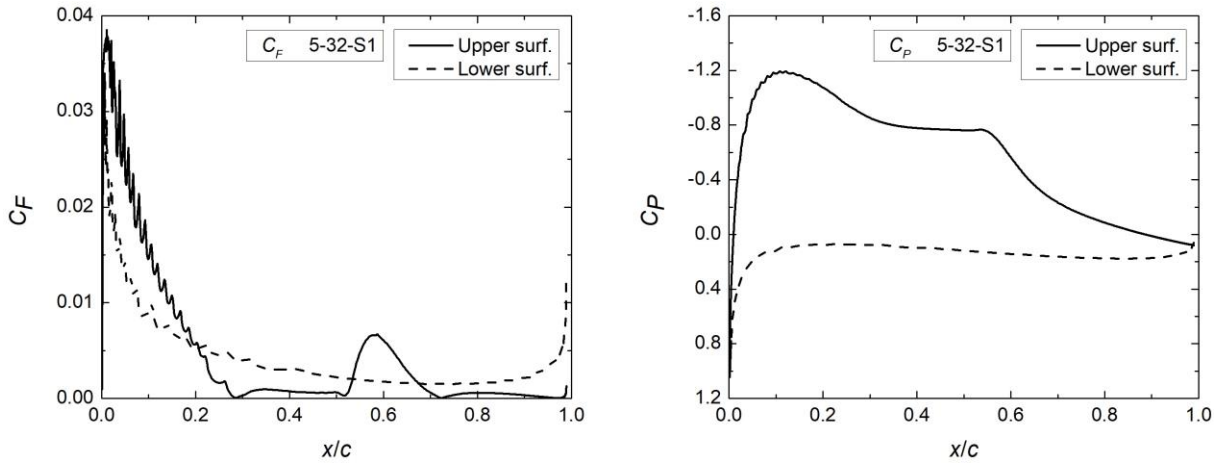 C_F 5-32-S1
Upper surf.
Lower surf.
0.04
0.03
0.02
0.01
0.00
C_F
0.0 0.2 0.4 0.6 0.8 1.0
x/c
C_P 5-32-S1
Upper surf.
Lower surf.
-1.6
-1.2
-0.8
-0.4
0.0
0.4
0.8
1.2
C_P
0.0 0.2 0.4 0.6 0.8 1.0
x/c